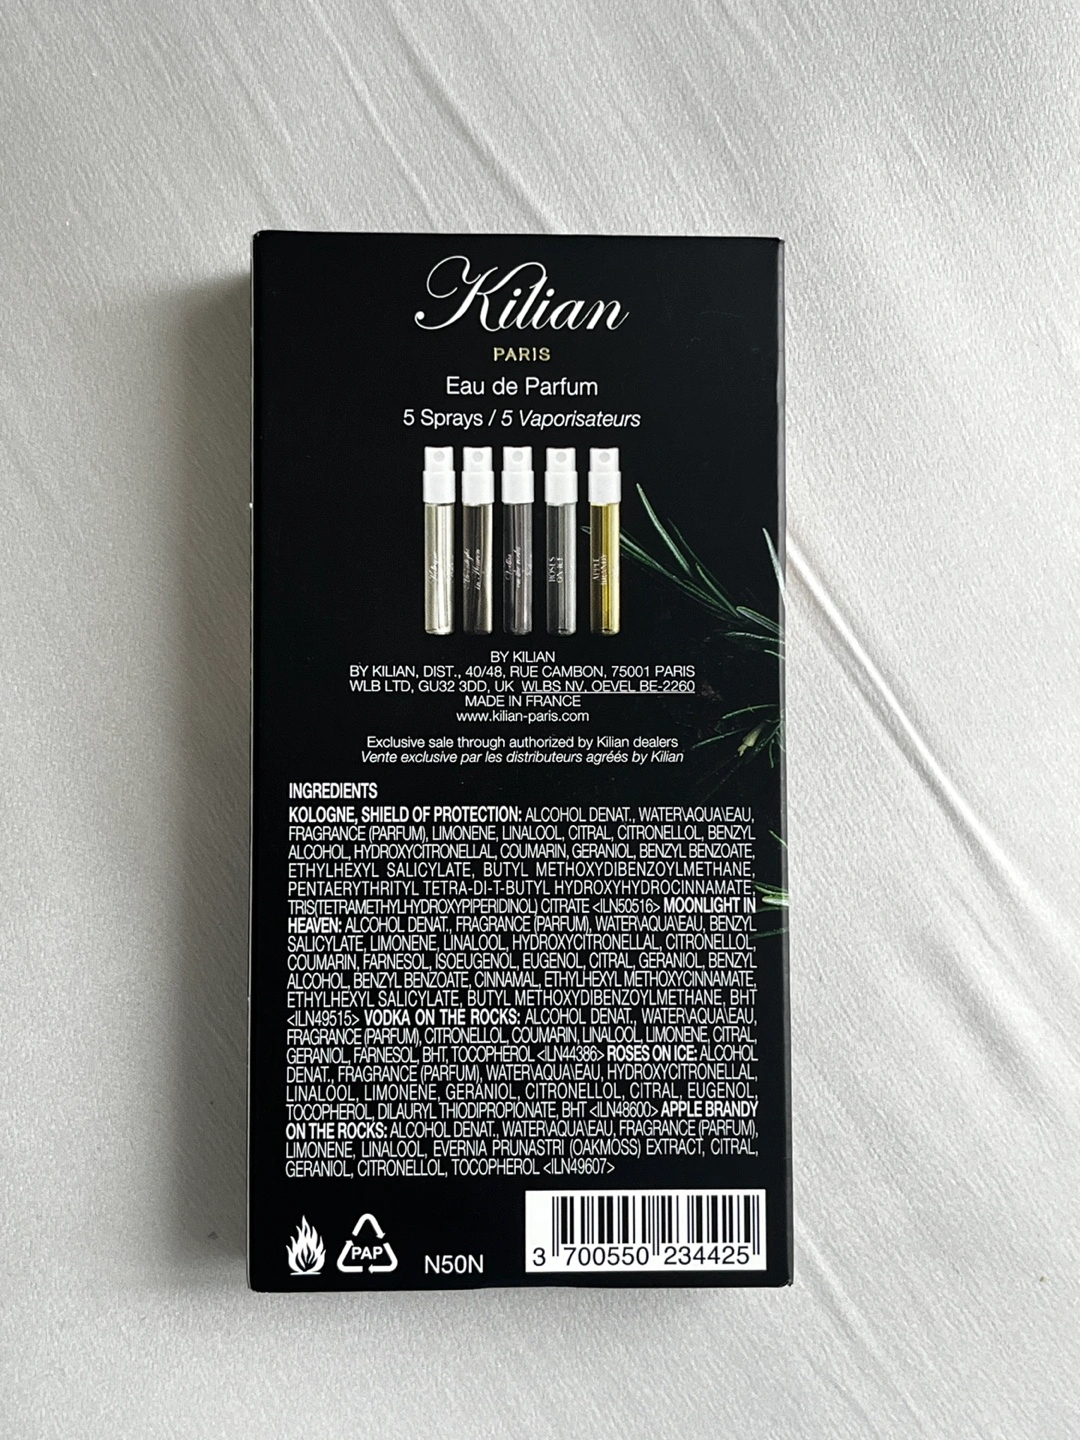 Kilian
PARIS
Eau de Parfum
5 Sprays / 5 Vaporisateurs
in Heaven
on the rocks
ROSES
ON ICE
APPLE
BRANDY
BY KILIAN
BY KILIAN, DIST., 40/48, RUE CAMBON, 75001 PARIS
WLB LTD, GU32 3DD, UK WLBS NV, OEVEL BE-2260
MADE IN FRANCE
www.kilian-paris.com
Exclusive sale through authorized by Kilian dealers
Vente exclusive par les distributeurs agréés by Kilian
INGREDIENTS
KOLOGNE, SHIELD OF PROTECTION: ALCOHOL DENAT., WATER\AQUA\EAU,
FRAGRANCE (PARFUM), LIMONENE, LINALOOL, CITRAL, CITRONELLOL, BENZYL
ALCOHOL, HYDROXYCITRONELLAL, COUMARIN, GERANIOL, BENZYL BENZOATE,
ETHYLHEXYL SALICYLATE, BUTYL METHOXYDIBENZOYLMETHANE,
PENTAERYTHRITYL TETRA-DI-T-BUTYL HYDROXYHYDROCINNAMATE,
TRIS(TETRAMETHYLHYDROXYPIPERIDINOL) CITRATE <ILN50516> MOONLIGHT IN
HEAVEN: ALCOHOL DENAT., FRAGRANCE (PARFUM), WATER\AQUA\EAU, BENZYL
SALICYLATE, LIMONENE, LINALOOL, HYDROXYCITRONELLAL, CITRONELLOL,
COUMARIN, FARNESOL, ISOEUGENOL, EUGENOL, CITRAL, GERANIOL, BENZYL
ALCOHOL, BENZYL BENZOATE, CINNAMAL, ETHYLHEXYL METHOXYCINNAMATE,
ETHYLHEXYL SALICYLATE, BUTYL METHOXYDIBENZOYLMETHANE, BHT
<ILN49515> VODKA ON THE ROCKS: ALCOHOL DENAT., WATER\AQUA\EAU,
FRAGRANCE (PARFUM), CITRONELLOL, COUMARIN, LINALOOL, LIMONENE, CITRAL,
GERANIOL, FARNESOL, BHT, TOCOPHEROL <ILN44386> ROSES ON ICE: ALCOHOL
DENAT., FRAGRANCE (PARFUM), WATER\AQUA\EAU, HYDROXYCITRONELLAL,
LINALOOL, LIMONENE, GERANIOL, CITRONELLOL, CITRAL, EUGENOL,
TOCOPHEROL, DILAURYL THIODIPROPIONATE, BHT <ILN48600> APPLE BRANDY
ON THE ROCKS: ALCOHOL DENAT., WATER\AQUA\EAU, FRAGRANCE (PARFUM),
LIMONENE, LINALOOL, EVERNIA PRUNASTRI (OAKMOSS) EXTRACT, CITRAL,
GERANIOL, CITRONELLOL, TOCOPHEROL <ILN49607>
PAP
N50N
3 700550 234425